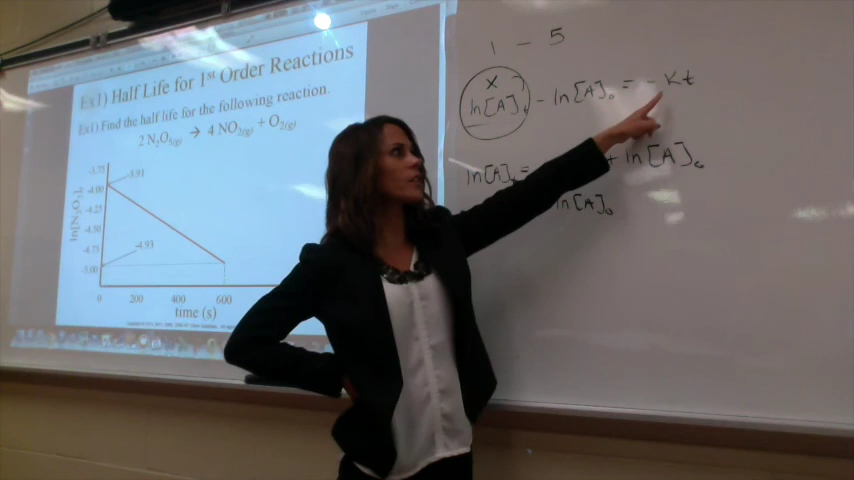 Ex1) Half Life for 1st Order Reactions
Ex1) Find the half life for the following reaction.
2 N2O5(g) → 4 NO2(g) + O2(g)
-3.75
-3.91
-4.00
-4.25
-4.50
-4.75
-4.93
-5.00
0 200 400 600
time (s)
1 - 5
x
ln[A]t - ln[A]o = - Kt
ln[A]t = + ln[A]o
ln[A]o